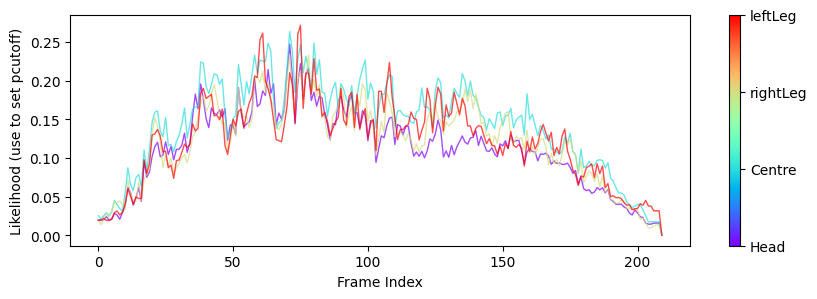 Likelihood (use to set pcutoff)
0.25
0.20
0.15
0.10
0.05
0.00
0 50 100 150 200
Frame Index
leftLeg
rightLeg
Centre
Head